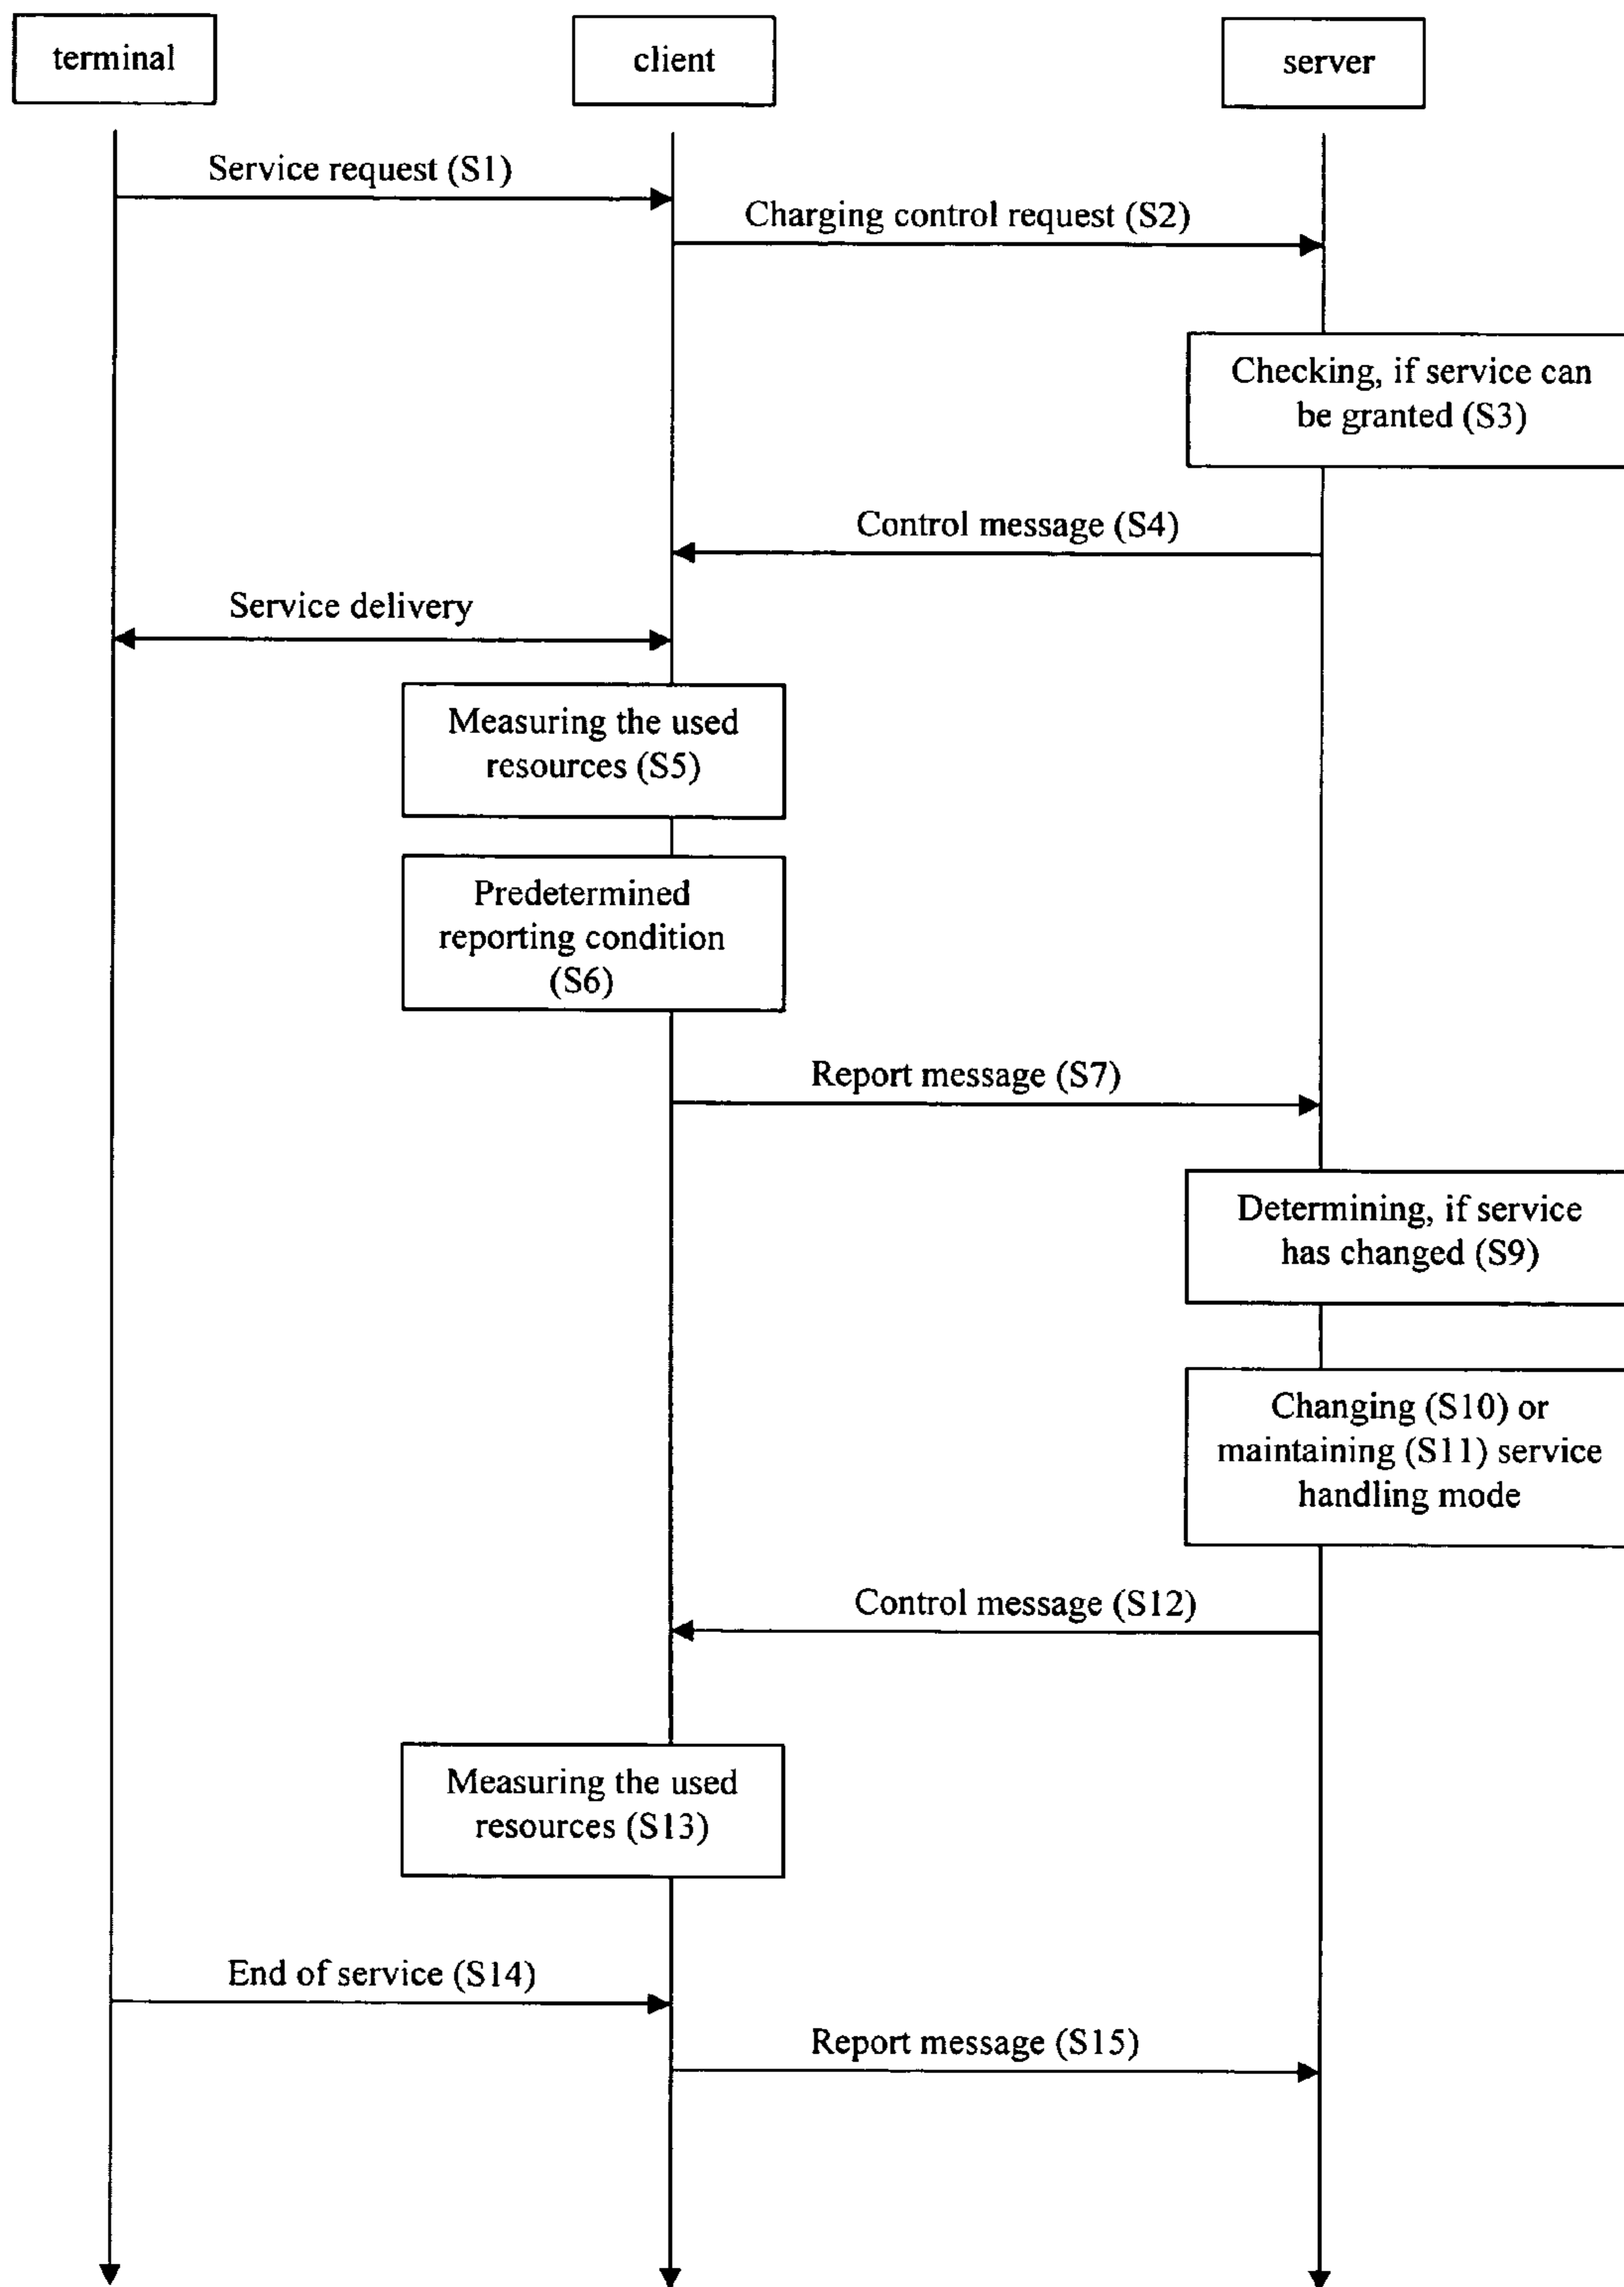 terminal
client
server
Service request (S1)
Charging control request (S2)
Checking, if service can
be granted (S3)
Control message (S4)
Service delivery
Measuring the used
resources (S5)
Predetermined
reporting condition
(S6)
Report message (S7)
Determining, if service
has changed (S9)
Changing (S10) or
maintaining (S11) service
handling mode
Control message (S12)
Measuring the used
resources (S13)
End of service (S14)
Report message (S15)